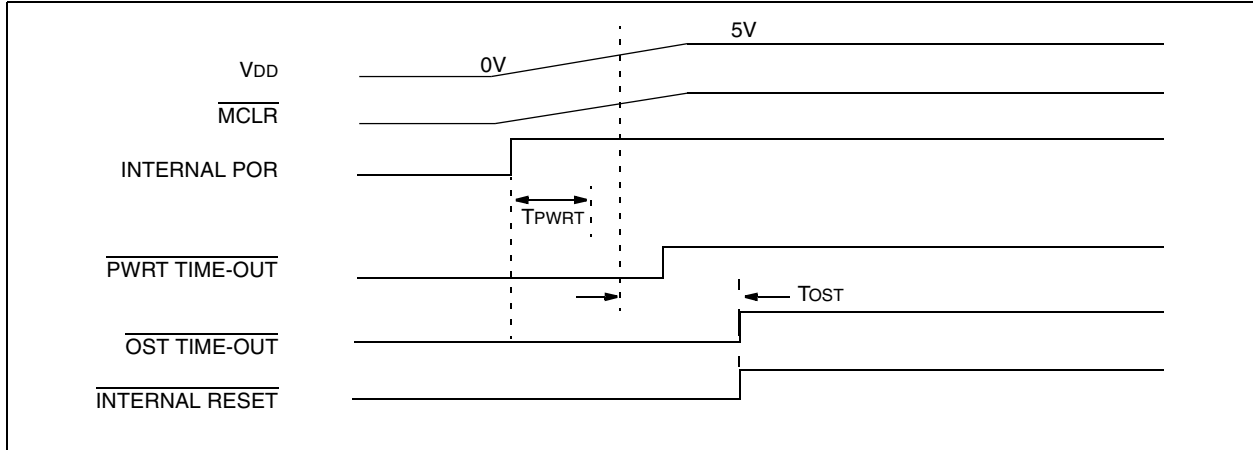 5V
0V
VDD
MCLR
INTERNAL POR
TPWRT
PWRT TIME-OUT
TOST
OST TIME-OUT
INTERNAL RESET